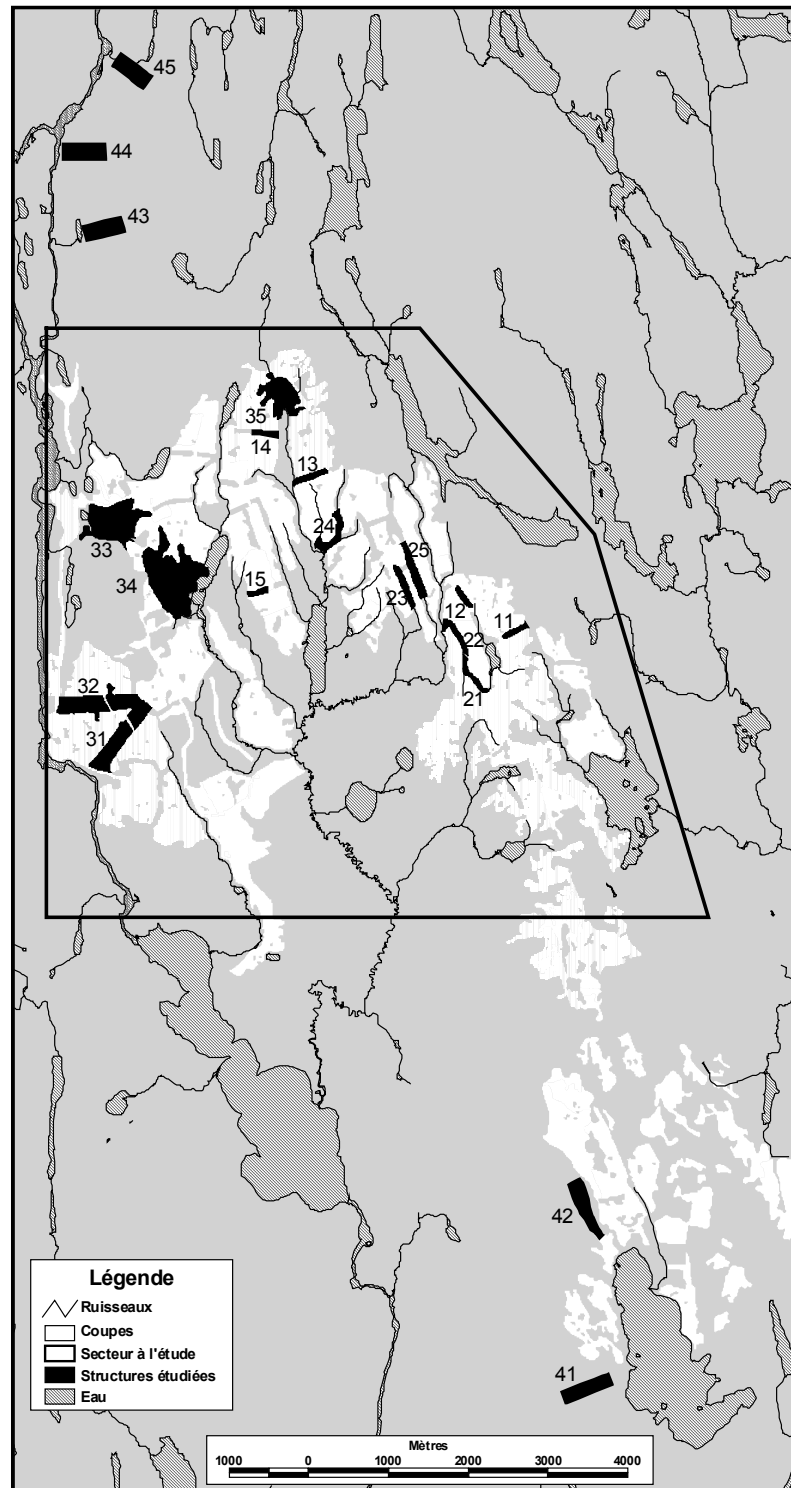 45
44
43
35
14
13
24
33
34
25
15
23
12
11
22
21
32
31
42
41
Légende
Ruisseaux
Coupes
Secteur à l'étude
Structures étudiées
Eau
Mètres
1000 0 1000 2000 3000 4000